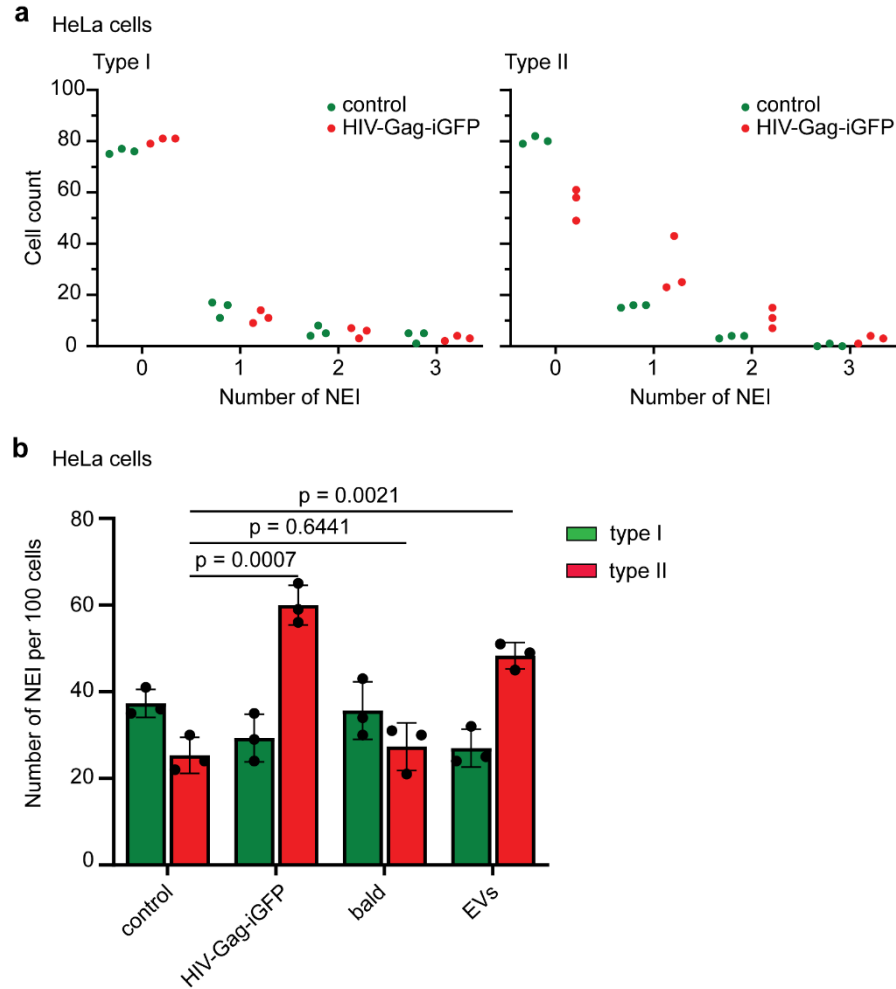 a
HeLa cells
Type I
Type II
control
HIV-Gag-iGFP
control
HIV-Gag-iGFP
Cell count
100
80
60
40
20
0
0 1 2 3
0 1 2 3
Number of NEI
Number of NEI
b
HeLa cells
p = 0.0021
p = 0.6441
p = 0.0007
type I
type II
Number of NEI per 100 cells
80
60
40
20
0
control
HIV-Gag-iGFP
bald
EVs